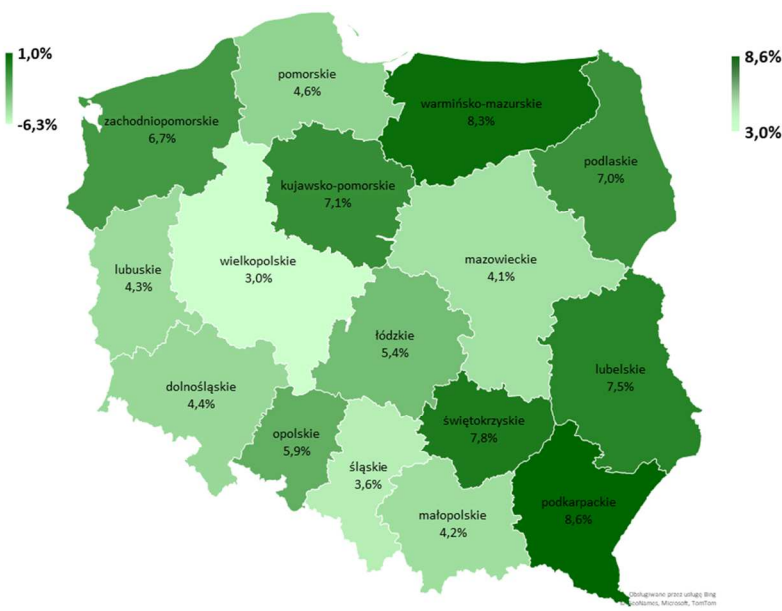 1,0%
-6,3%
8,6%
3,0%
pomorskie
4,6%
warmińsko-mazurskie
8,3%
zachodniopomorskie
6,7%
podlaskie
7,0%
kujawsko-pomorskie
7,1%
wielkopolskie
3,0%
mazowieckie
4,1%
lubuskie
4,3%
łódzkie
5,4%
lubelskie
7,5%
dolnośląskie
4,4%
świętokrzyskie
7,8%
opolskie
5,9%
śląskie
3,6%
podkarpackie
8,6%
małopolskie
4,2%
Obsługiwane przez usługę Bing
© GeoNames, Microsoft, TomTom